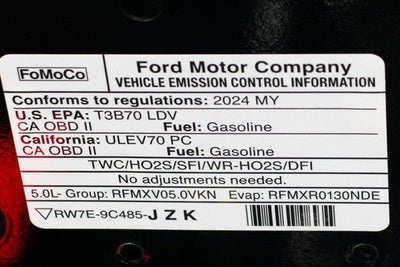 FoMoCo
Ford Motor Company
VEHICLE EMISSION CONTROL INFORMATION
Conforms to regulations: 2024 MY
U.S. EPA: T3B70 LDV
CA OBD II Fuel: Gasoline
California: ULEV70 PC
CA OBD II Fuel: Gasoline
TWC/HO2S/SFI/WR-HO2S/DFI
No adjustments needed.
5.0L- Group: RFMXV05.0VKN Evap: RFMXR0130NDE
RW7E-9C485-JZK